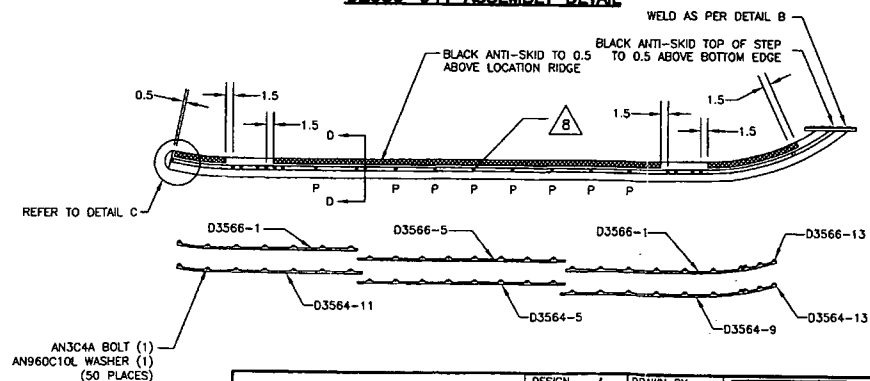 ASSEMBLY DETAIL
WELD AS PER DETAIL B
BLACK ANTI-SKID TO 0.5
ABOVE LOCATION RIDGE
BLACK ANTI-SKID TOP OF STEP
TO 0.5 ABOVE BOTTOM EDGE
0.5
1.5
1.5
8
1.5
1.5
1.5
D
D
P
P
P
P
P
P
P
P
REFER TO DETAIL C
D3566-1
D3566-5
D3566-1
D3566-13
D3564-11
D3564-5
D3564-9
D3564-13
AN3C4A BOLT (1)
AN960C10L WASHER (1)
(50 PLACES)
DESIGN
DRAWN BY